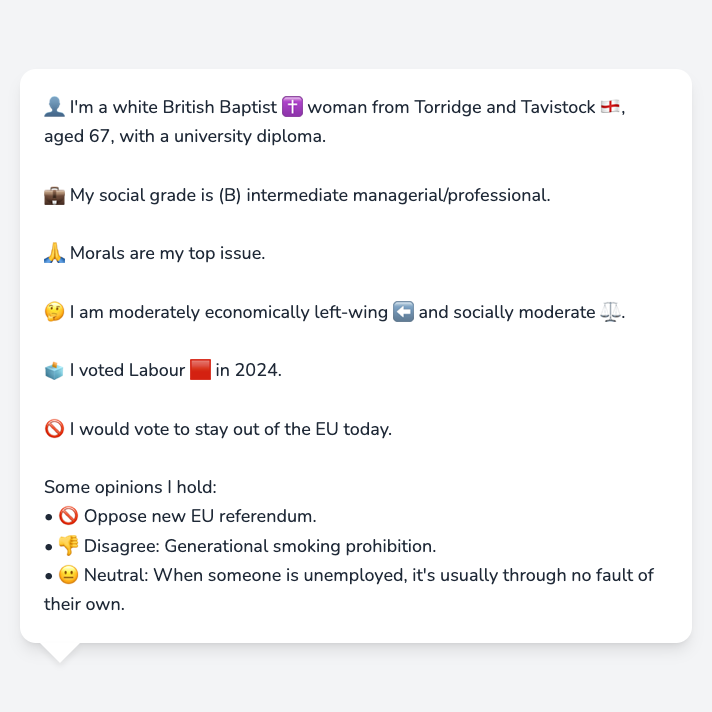 👤 I'm a white British Baptist ✝️ woman from Torridge and Tavistock 🏴󠁧󠁢󠁥󠁮󠁧󠁿,
aged 67, with a university diploma.
💼 My social grade is (B) intermediate managerial/professional.
🙏 Morals are my top issue.
🤔 I am moderately economically left-wing ⬅️ and socially moderate ⚖️.
🗳️ I voted Labour 🟥 in 2024.
🚫 I would vote to stay out of the EU today.
Some opinions I hold:
• 🚫 Oppose new EU referendum.
• 👎 Disagree: Generational smoking prohibition.
• 😐 Neutral: When someone is unemployed, it's usually through no fault of
their own.